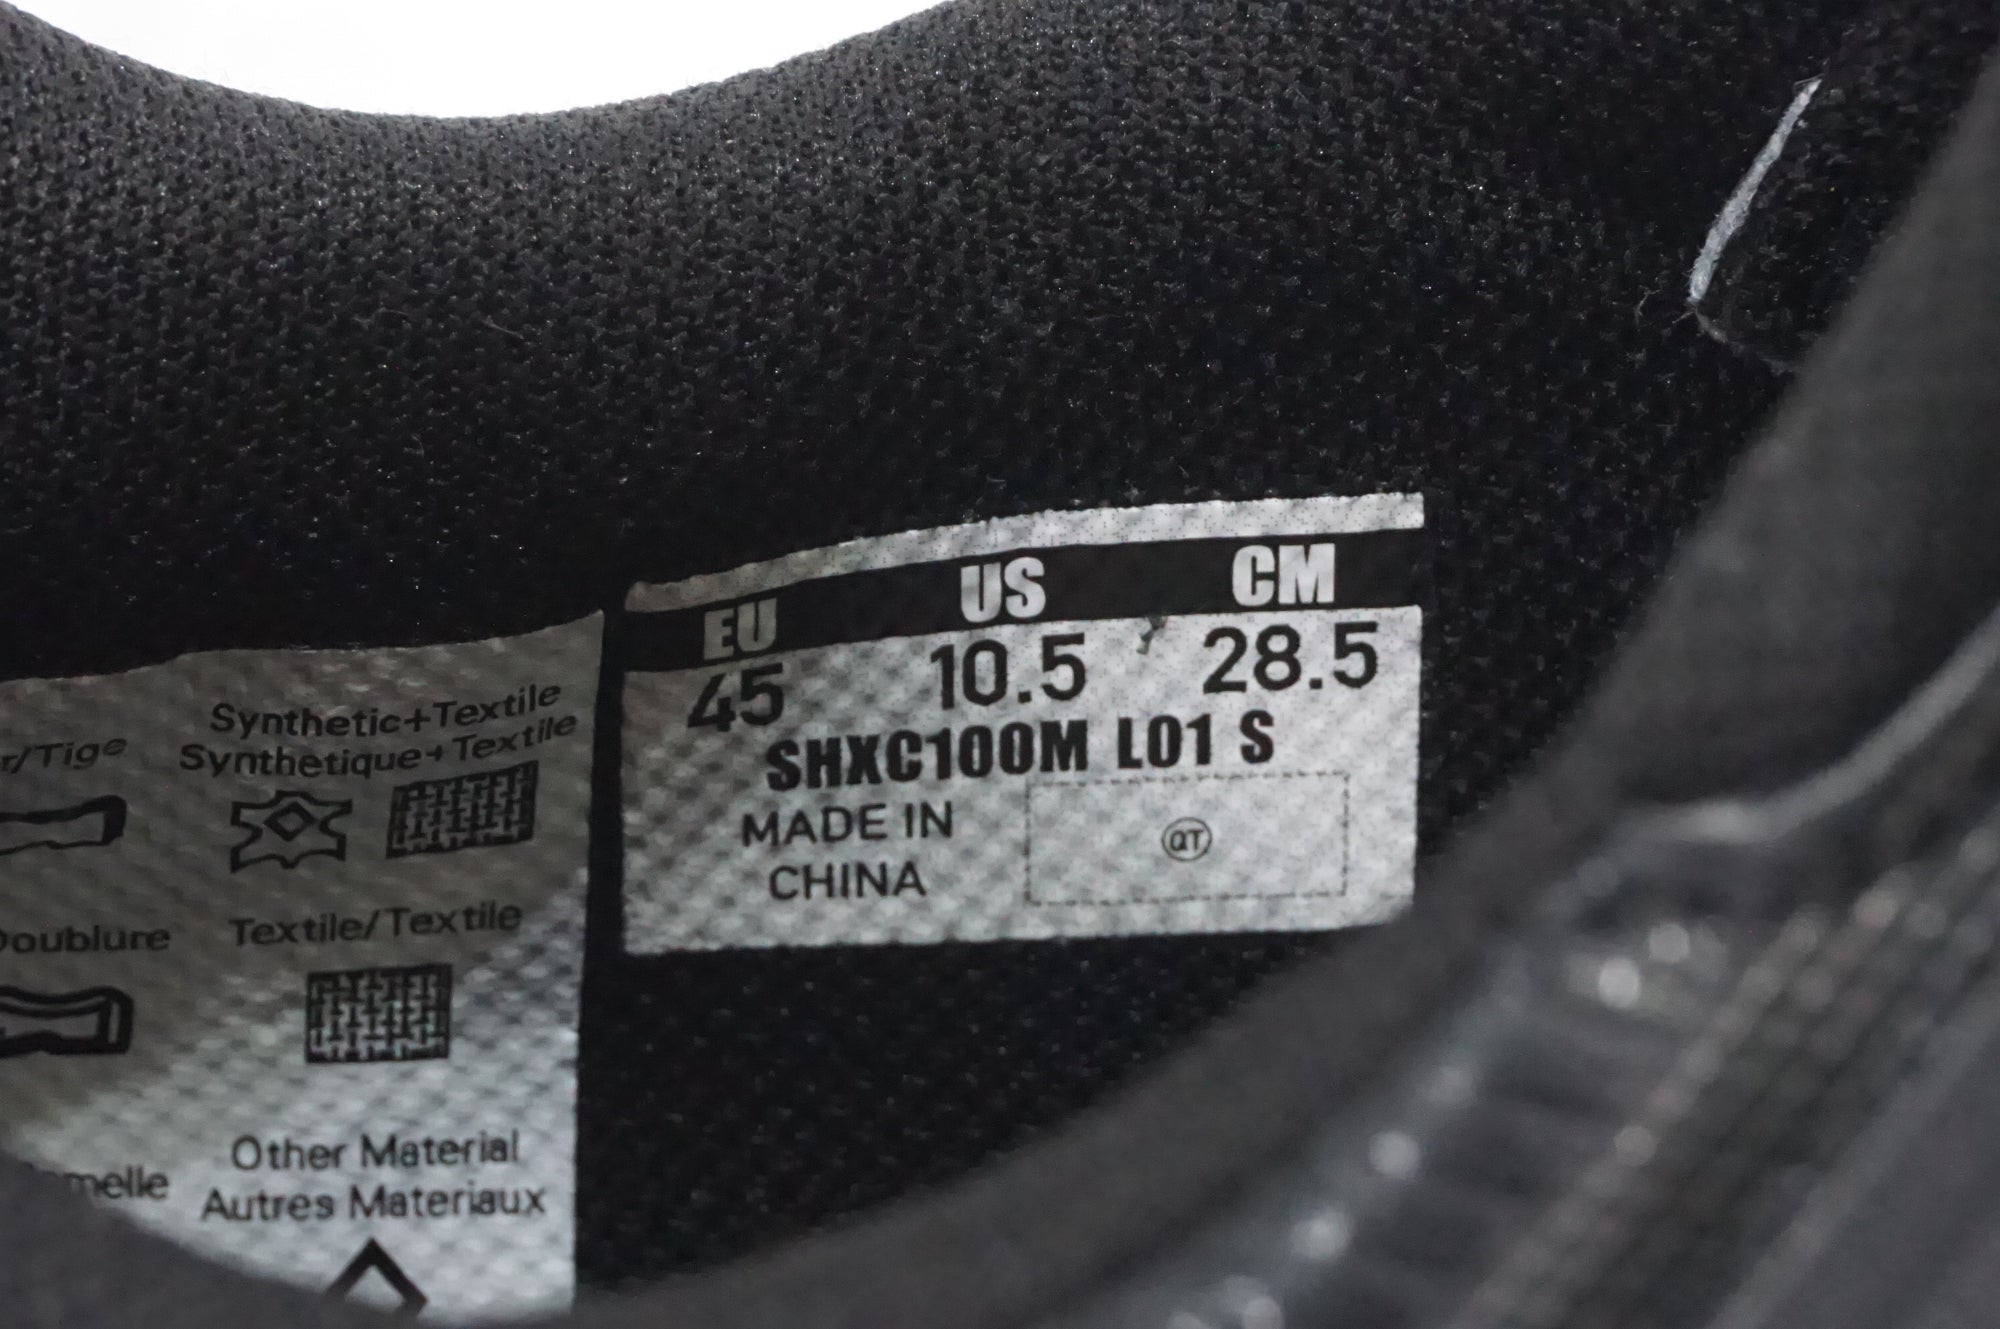 Synthetic+Textile
Synthetique+Textile
r/Tige
Textile/Textile
Doublure
Other Material
Autres Materiaux
melle
EU US CM
45 10.5 28.5
SHXC100M L01 S
MADE IN
CHINA
QT